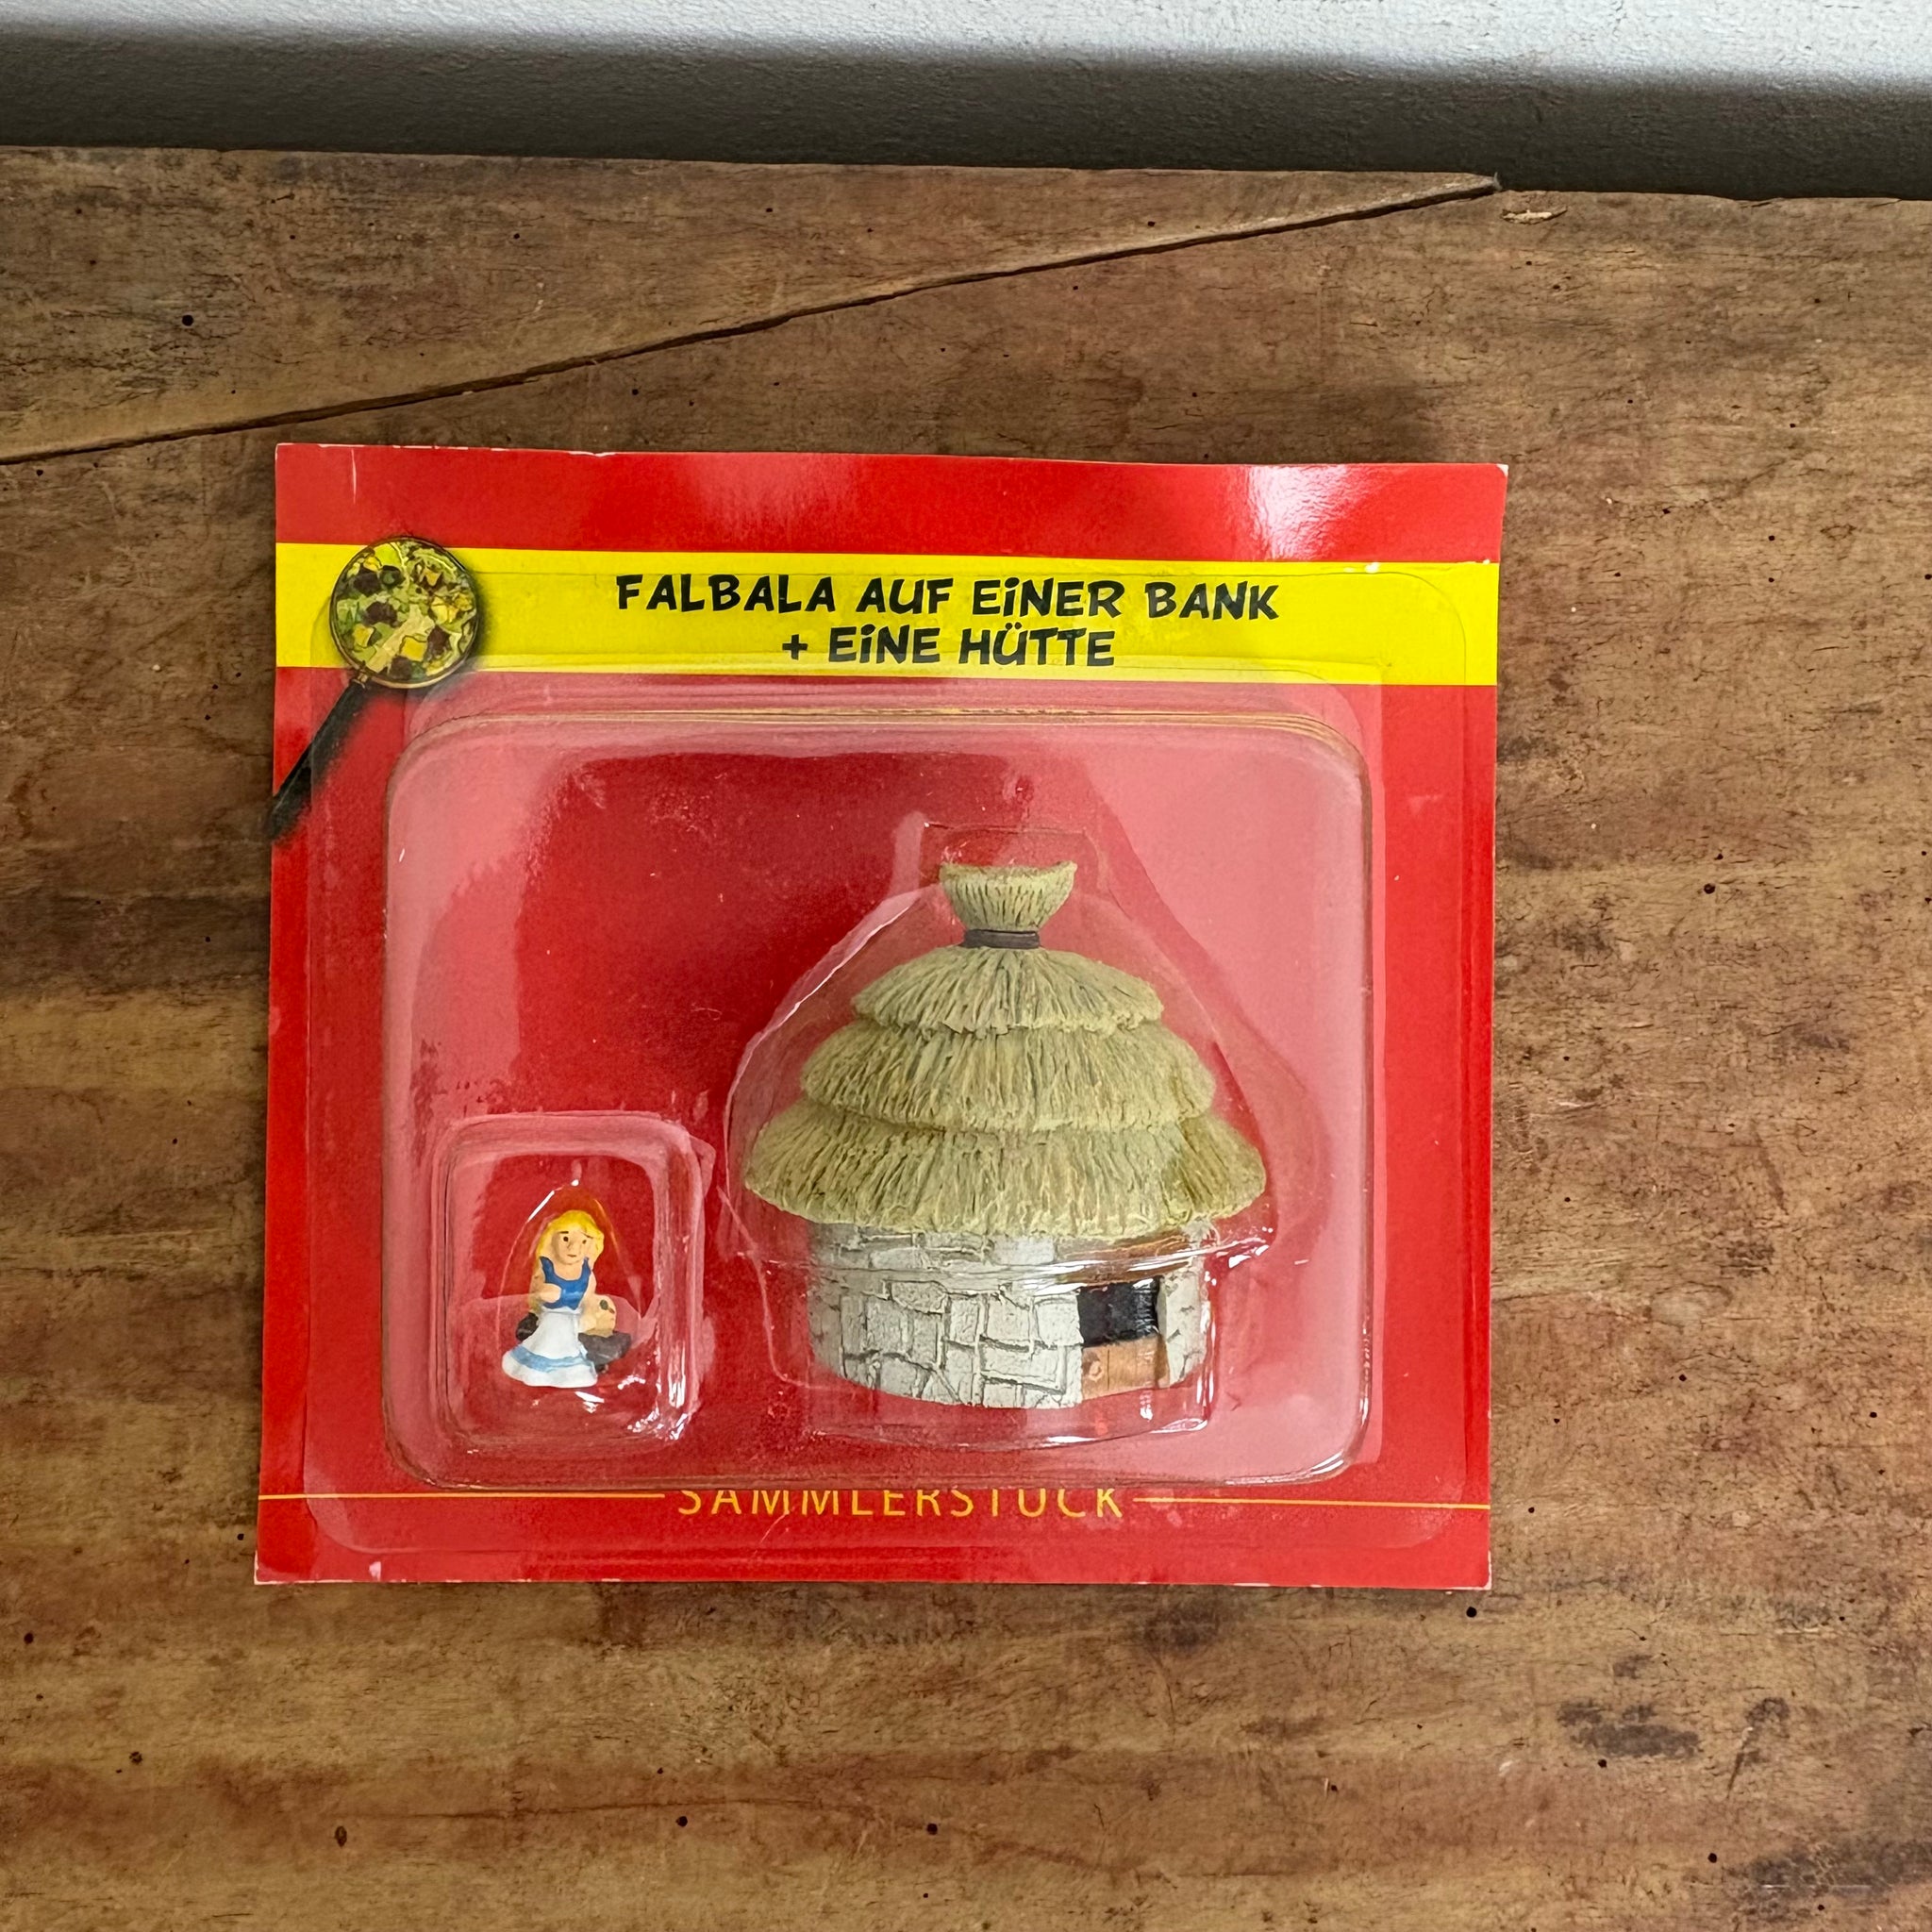 FALBALA AUF EINER BANK
+ EINE HÜTTE
SAMMLERSTÜCK